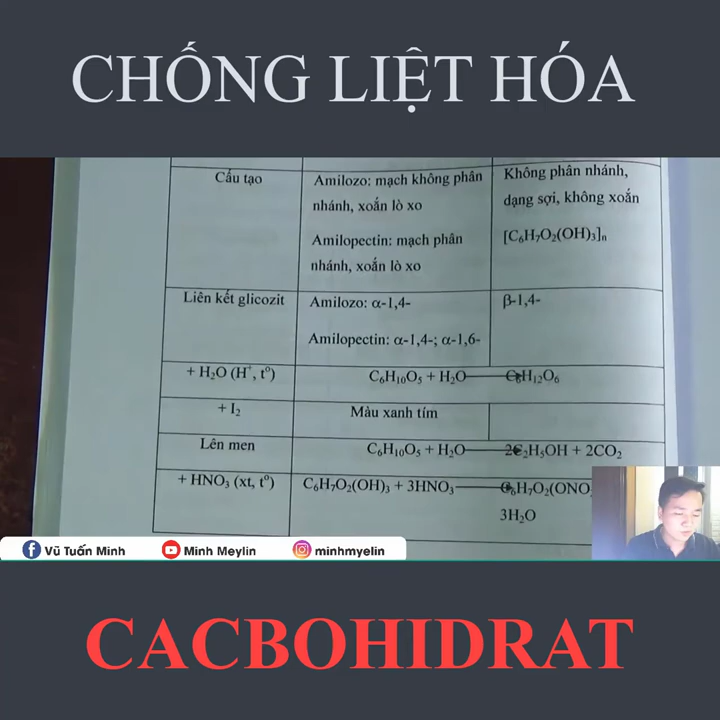 CHỐNG LIỆT HÓA
Cấu tạo
Amilozo: mạch không phân
nhánh, xoắn lò xo
Amilopectin: mạch phân
nhánh, xoắn lò xo
Không phân nhánh,
dạng sợi, không xoắn
[C₆H₇O₂(OH)₃]ₙ
Liên kết glicozit
Amilozo: α-1,4-
Amilopectin: α-1,4-; α-1,6-
β-1,4-
+ H₂O (H⁺, tᵒ)
C₆H₁₀O₅ + H₂O → C₆H₁₂O₆
+ I₂
Màu xanh tím
Lên men
C₆H₁₀O₅ + H₂O → 2C₂H₅OH + 2CO₂
+ HNO₃ (xt, tᵒ)
C₆H₇O₂(OH)₃ + 3HNO₃ → C₆H₇O₂(ONO
3H₂O
Vũ Tuấn Minh
Minh Meylin
minhmyelin
CACBOHIDRAT